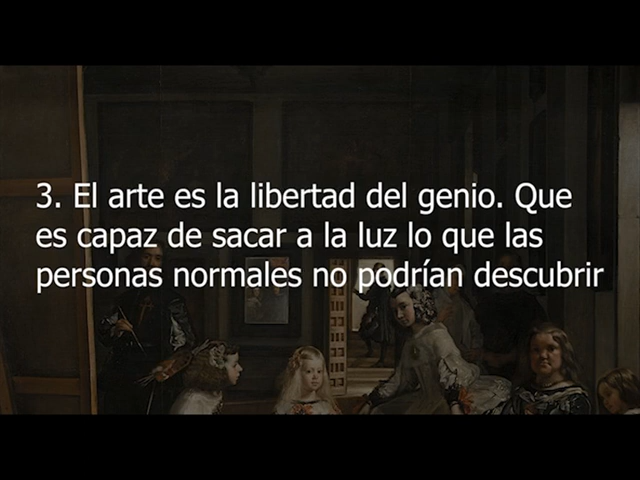 3. El arte es la libertad del genio. Que
es capaz de sacar a la luz lo que las
personas normales no podrían descubrir